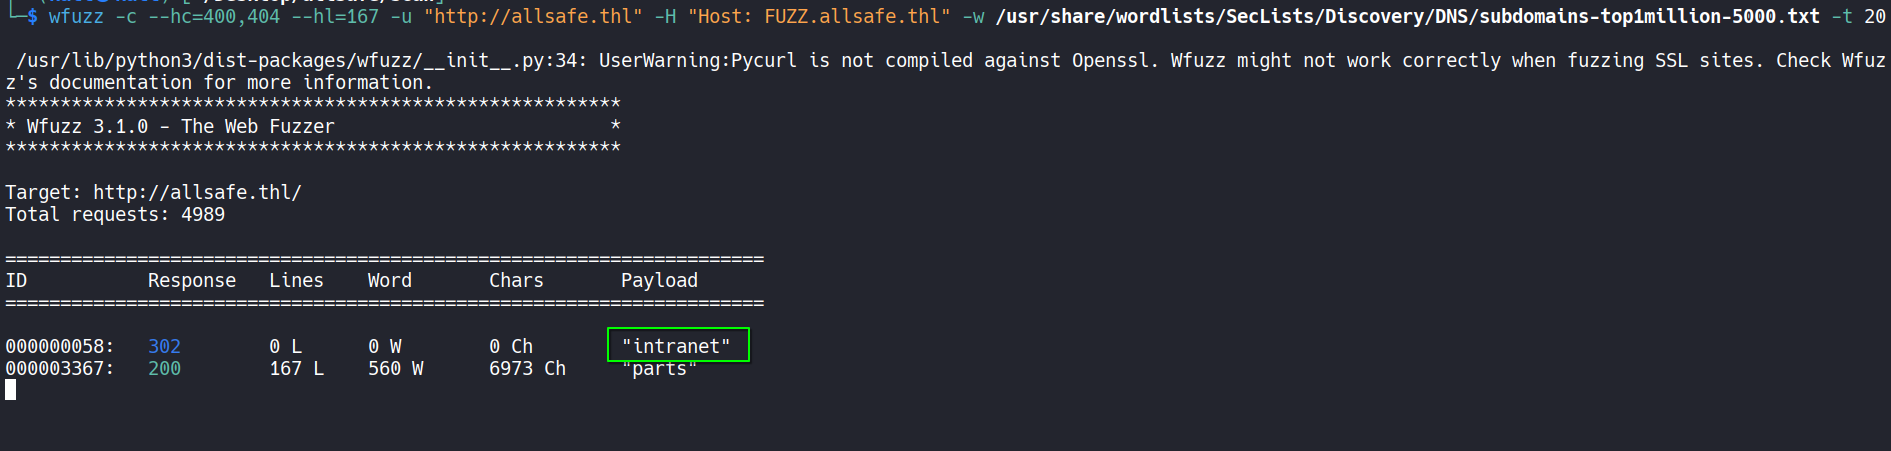 └─$ wfuzz -c --hc=400,404 --hl=167 -u "http://allsafe.thl" -H "Host: FUZZ.allsafe.thl" -w /usr/share/wordlists/SecLists/Discovery/DNS/subdomains-top1million-5000.txt -t 20
/usr/lib/python3/dist-packages/wfuzz/__init__.py:34: UserWarning:Pycurl is not compiled against Openssl. Wfuzz might not work correctly when fuzzing SSL sites. Check Wfuz
z's documentation for more information.
********************************************************
* Wfuzz 3.1.0 - The Web Fuzzer                         *
********************************************************
Target: http://allsafe.thl/
Total requests: 4989
=====================================================================
ID           Response   Lines    Word       Chars       Payload
=====================================================================
000000058:   302        0 L      0 W        0 Ch        "intranet"
000003367:   200        167 L    560 W      6973 Ch     "parts"